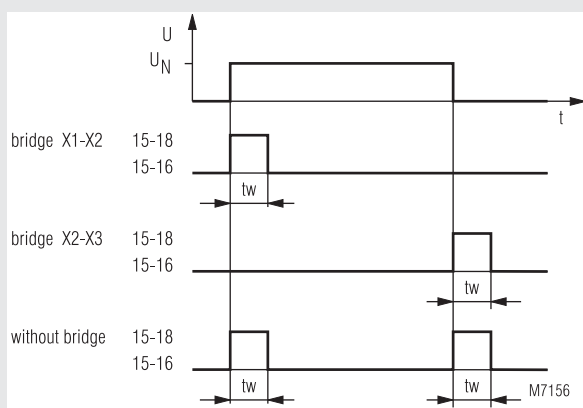 U
U_N
t
bridge X1-X2 15-18
15-16
tw
bridge X2-X3 15-18
15-16
tw
without bridge 15-18
15-16
tw tw
M7156